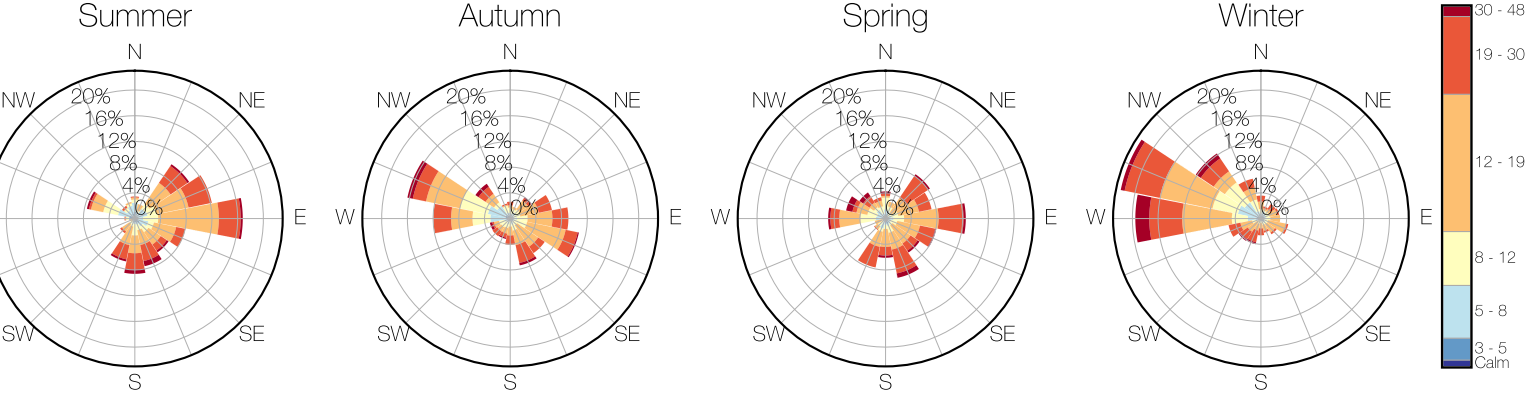 Summer
N
NW
NE
20%
16%
12%
8%
4%
0%
E
SW
SE
S
Autumn
N
NW
NE
20%
16%
12%
8%
4%
0%
W
E
SW
SE
S
Spring
N
NW
NE
20%
16%
12%
8%
4%
0%
W
E
SW
SE
S
Winter
N
NW
NE
20%
16%
12%
8%
4%
0%
W
E
SW
SE
S
30 - 48
19 - 30
12 - 19
8 - 12
5 - 8
3 - 5
Calm